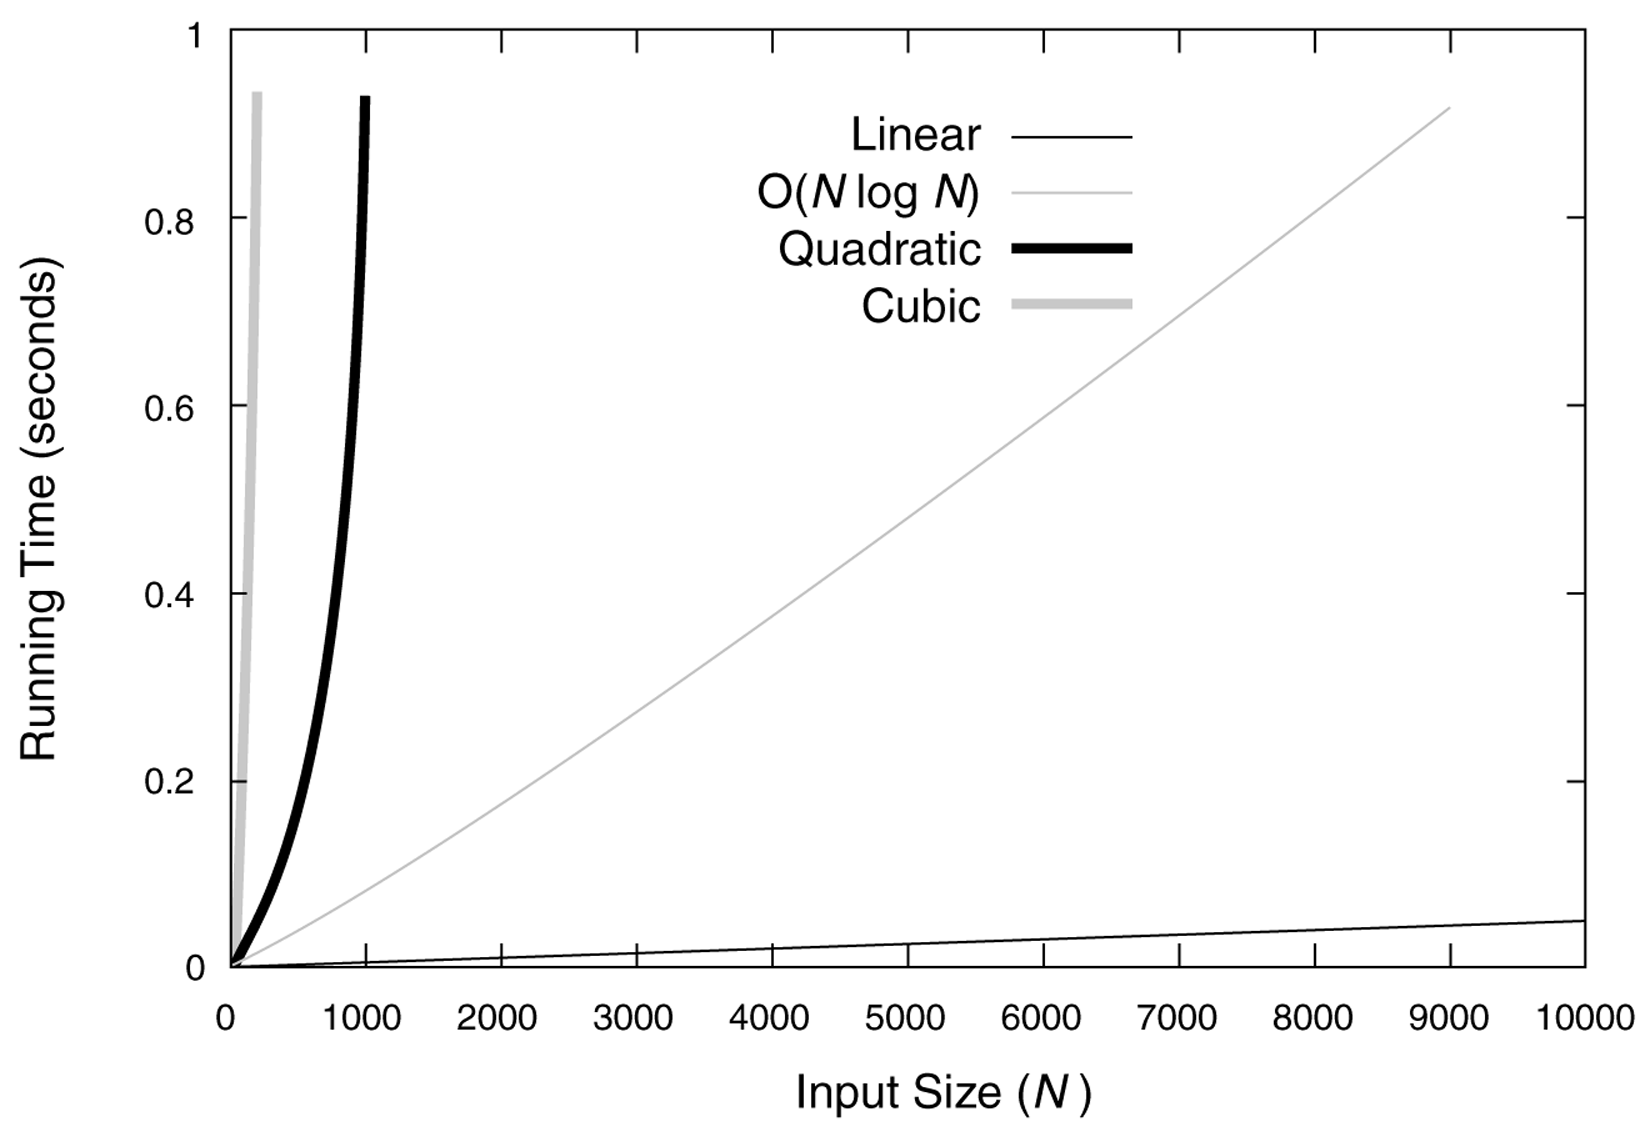 1
0.8
0.6
0.4
0.2
0
Running Time (seconds)
Linear
O(N log N)
Quadratic
Cubic
0 1000 2000 3000 4000 5000 6000 7000 8000 9000 10000
Input Size (N )